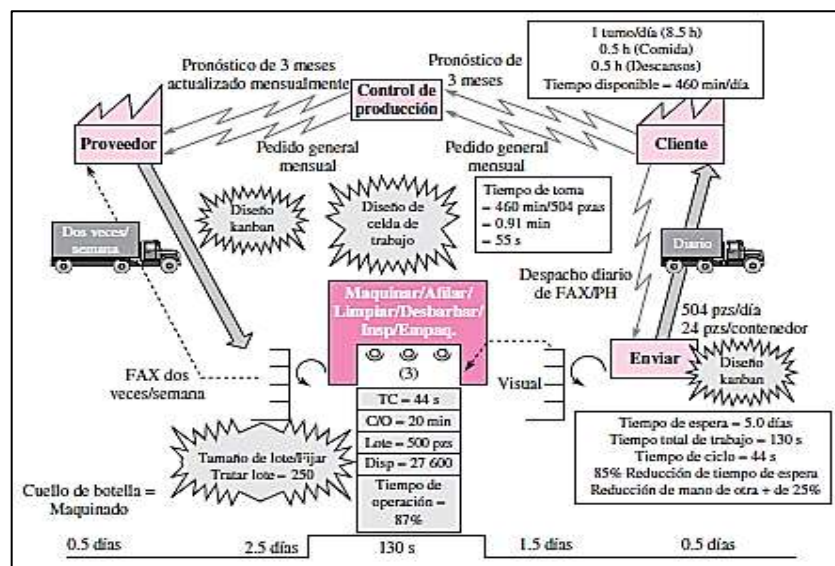 1 turno/día (8.5 h)
0.5 h (Comida)
0.5 h (Descansos)
Tiempo disponible = 460 min/día
Pronóstico de 3 meses
actualizado mensualmente
Control de
producción
Pronóstico de
3 meses
Proveedor
Cliente
Pedido general
mensual
Pedido general
mensual
Diseño
kanban
Diseño de
celda de
trabajo
Tiempo de toma
= 460 min/504 pzas
= 0.91 min
= 55 s
Dos veces/
semana
Diario
Despacho diario
de FAX/PH
Maquinar/Afilar/
Limpiar/Desbarbar/
Insp/Empaq.
(3)
504 pzs/día
24 pzs/contenedor
Enviar
Diseño
kanban
FAX dos
veces/semana
Visual
TC = 44 s
C/O = 20 min
Lote = 500 pzs
Disp = 27 600
Tiempo de
operación =
87%
Tamaño de lote/Fijar
Tratar lote = 250
Cuello de botella =
Maquinado
Tiempo de espera = 5.0 días
Tiempo total de trabajo = 130 s
Tiempo de ciclo = 44 s
85% Reducción de tiempo de espera
Reducción de mano de otra + de 25%
0.5 días
2.5 días
130 s
1.5 días
0.5 días